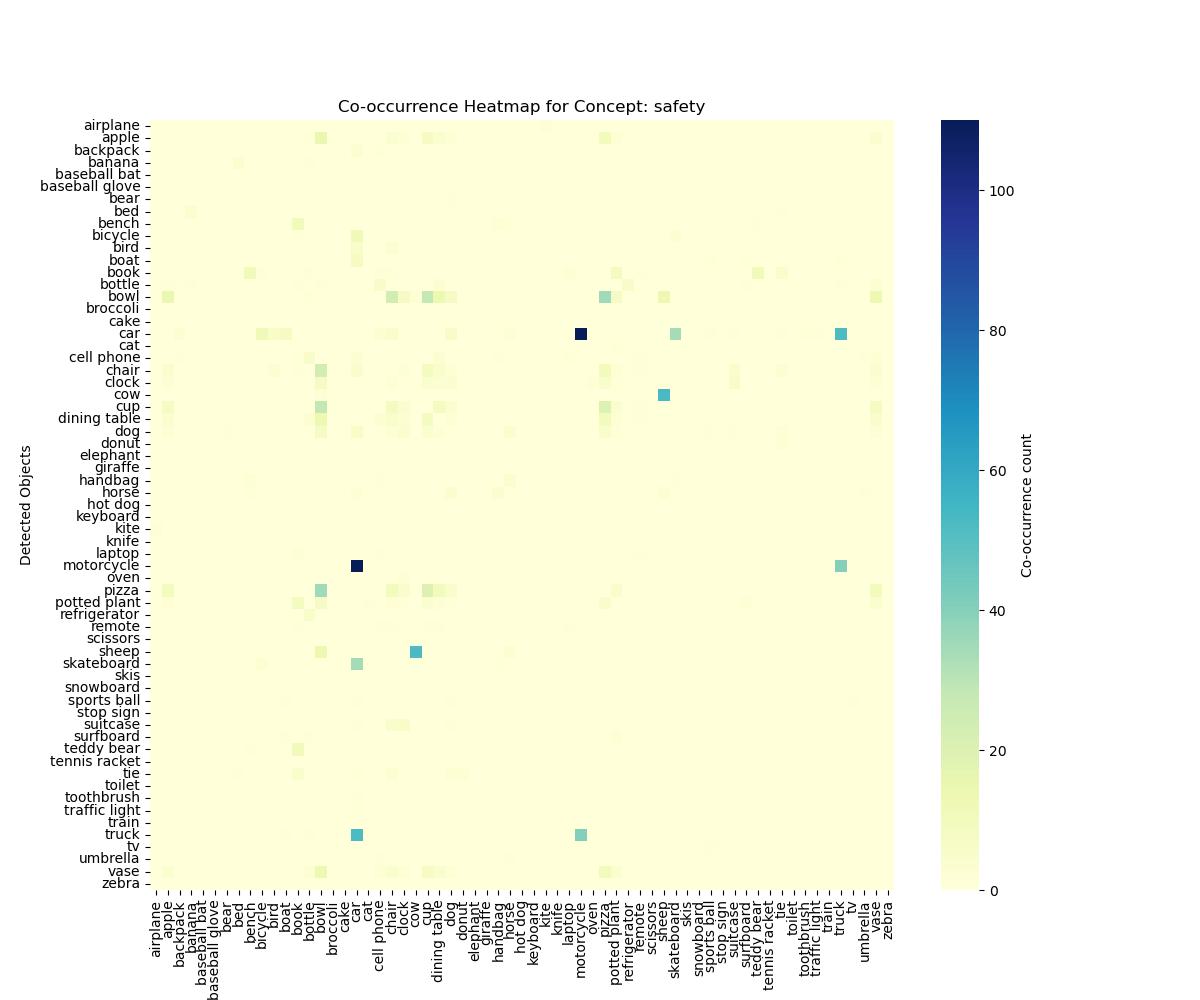 Co-occurrence Heatmap for Concept: safety
airplane
apple
backpack
banana
baseball bat
baseball glove
bear
bed
bench
bicycle
bird
boat
book
bottle
bowl
broccoli
cake
car
cat
cell phone
chair
clock
cow
cup
dining table
dog
donut
elephant
giraffe
handbag
horse
hot dog
keyboard
kite
knife
laptop
motorcycle
oven
pizza
potted plant
refrigerator
remote
scissors
sheep
skateboard
skis
snowboard
sports ball
stop sign
suitcase
surfboard
teddy bear
tennis racket
tie
toilet
toothbrush
traffic light
train
truck
tv
umbrella
vase
zebra
Detected Objects
airplane
apple
backpack
banana
baseball bat
baseball glove
bear
bed
bench
bicycle
bird
boat
book
bottle
bowl
broccoli
cake
car
cat
cell phone
chair
clock
cow
cup
dining table
dog
donut
elephant
giraffe
handbag
horse
hot dog
keyboard
kite
knife
laptop
motorcycle
oven
pizza
potted plant
refrigerator
remote
scissors
sheep
skateboard
skis
snowboard
sports ball
stop sign
suitcase
surfboard
teddy bear
tennis racket
tie
toilet
toothbrush
traffic light
train
truck
tv
umbrella
vase
zebra
100
80
60
40
20
0
Co-occurrence count